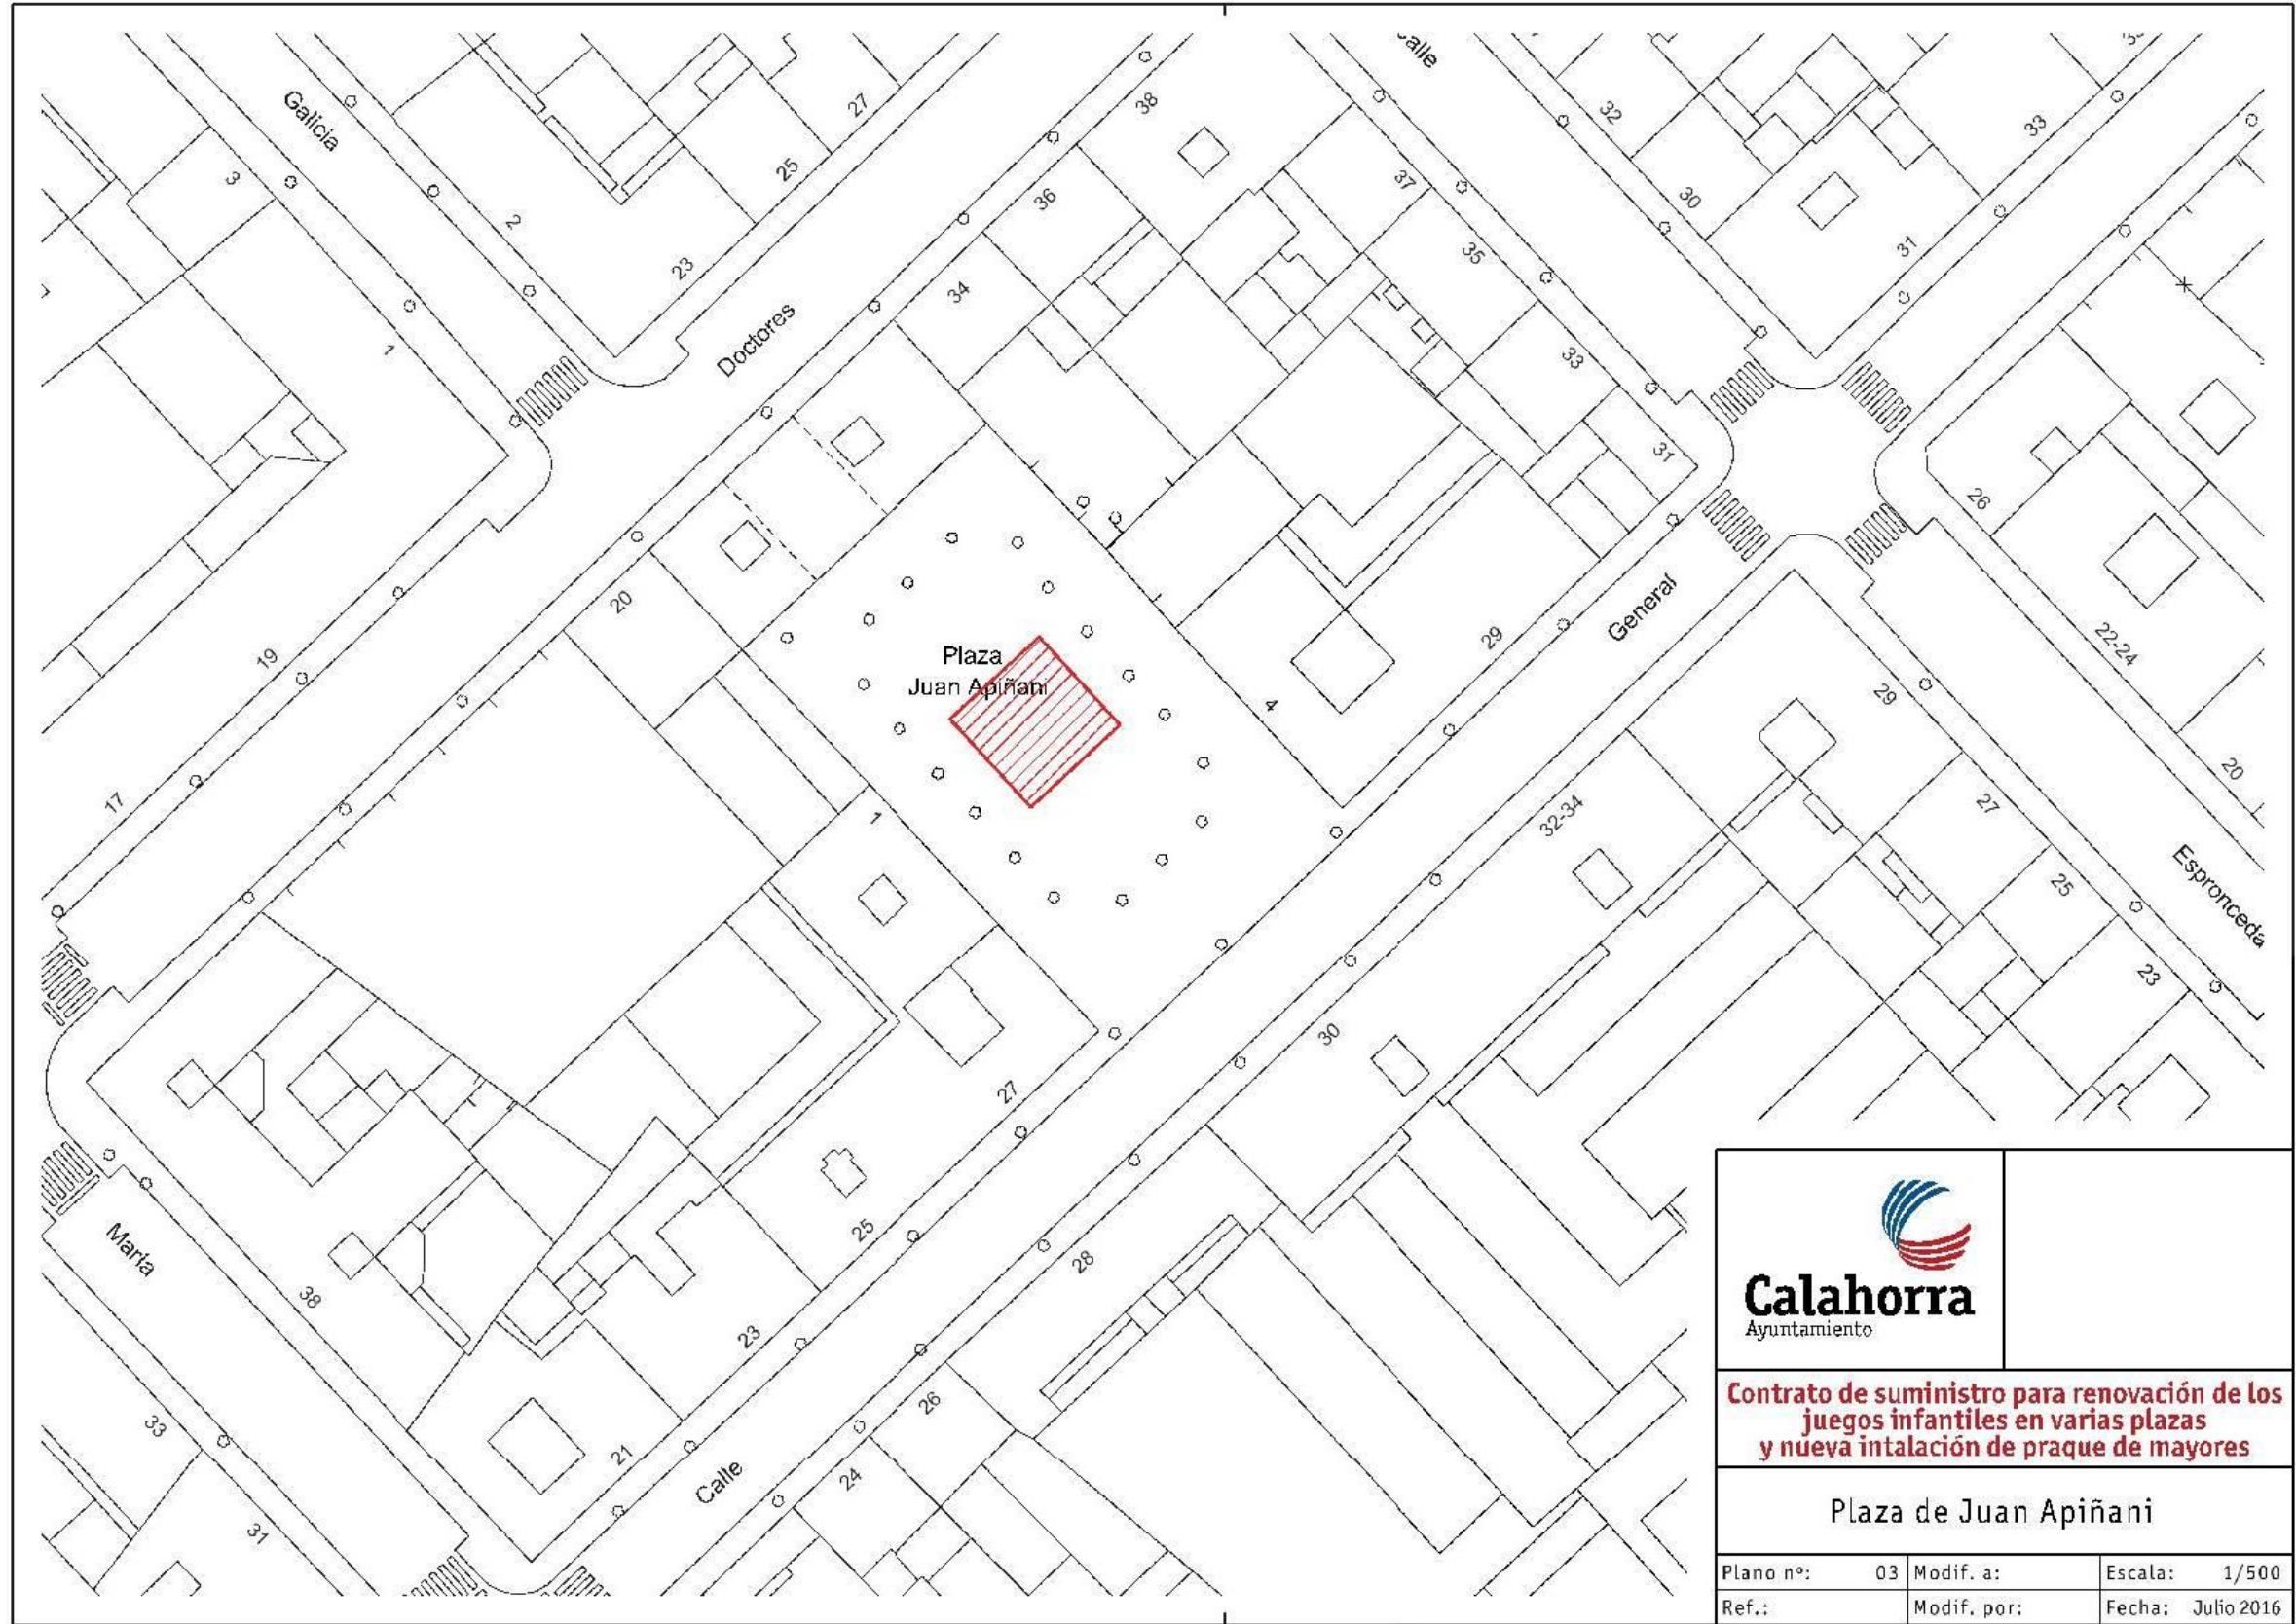 Galicia
3
2
1
27
25
23
Doctores
38
36
34
20
19
17
Calle
32
30
37
35
33
31
33
31
26
22-24
20
Plaza
Juan Apiñani
4
29
General
32-34
29
27
25
23
Espronceda
1
27
25
23
21
30
28
26
24
Calle
María
38
33
31
Calahorra
Ayuntamiento
Contrato de suministro para renovación de los
juegos infantiles en varias plazas
y nueva intalación de praque de mayores
Plaza de Juan Apiñani
Plano nº: 03 Modif. a: Escala: 1/500
Ref.: Modif. por: Fecha: Julio 2016